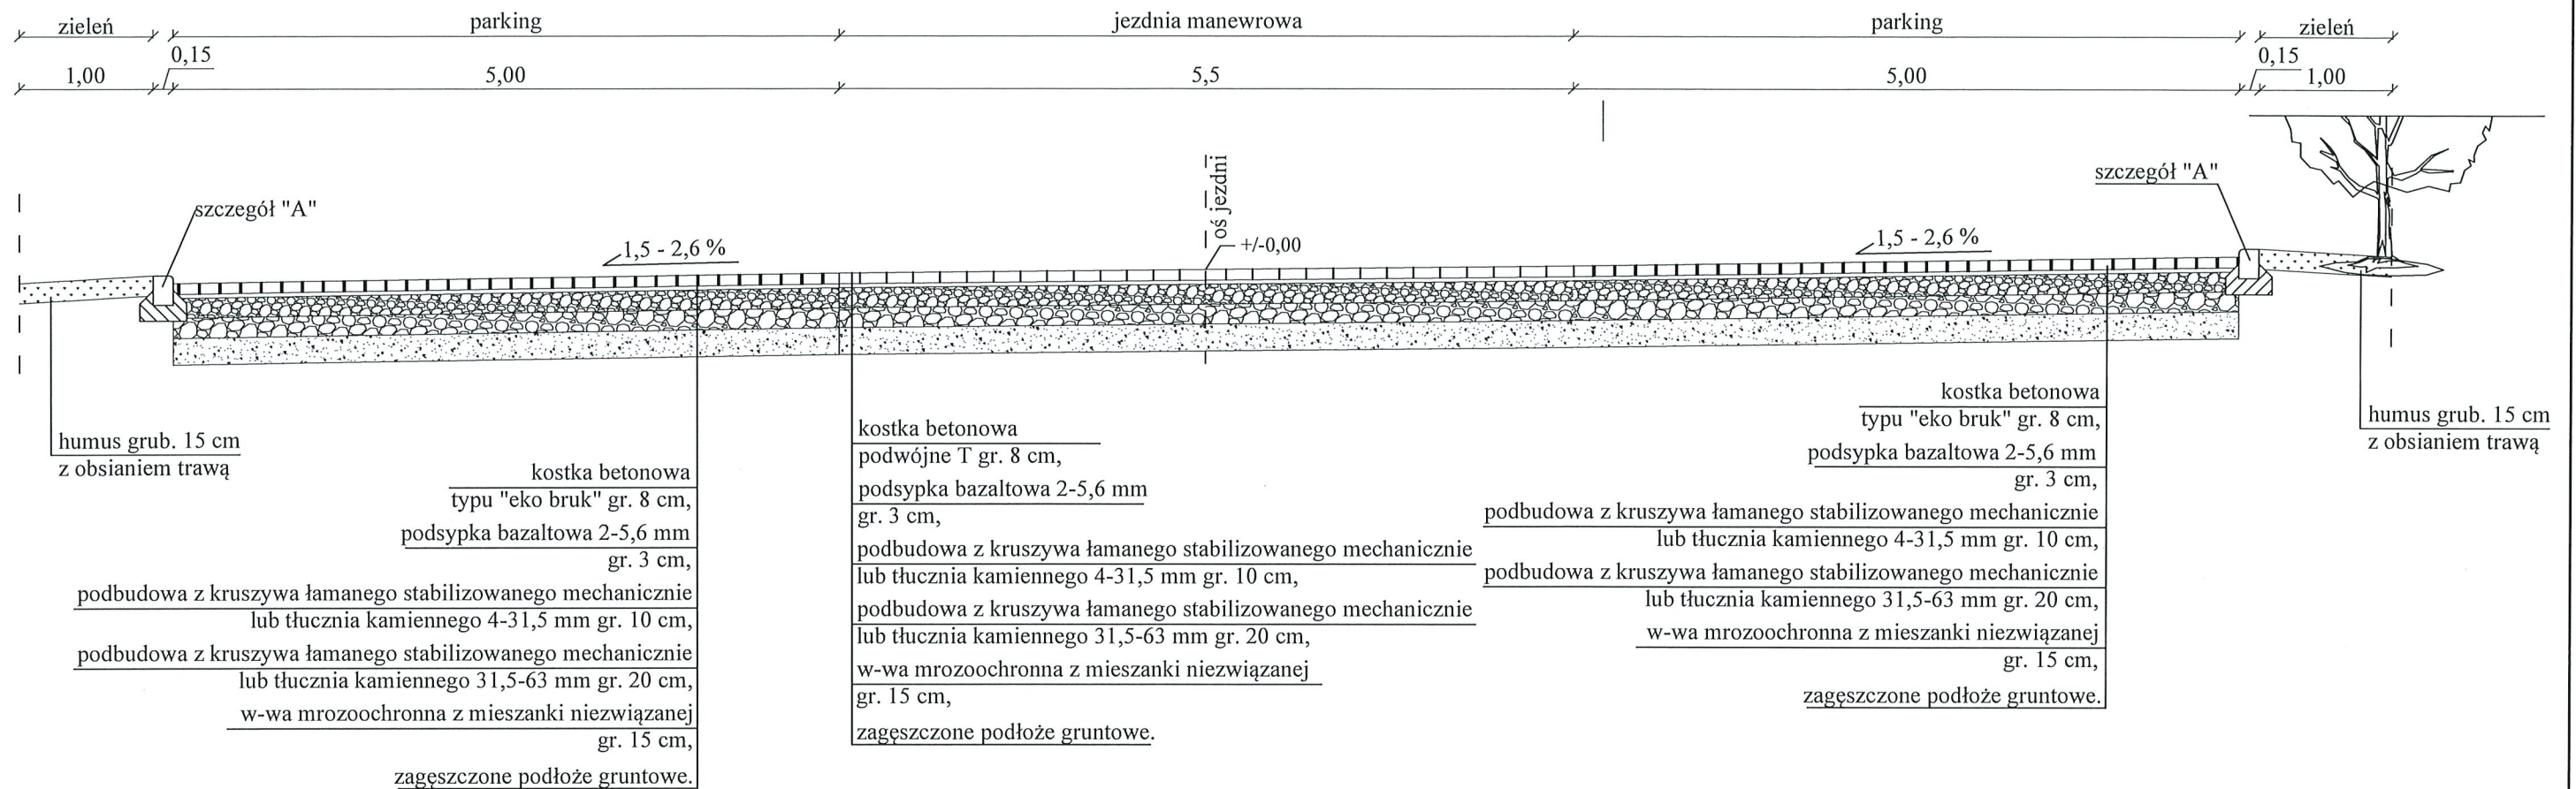 zieleń
parking
jezdnia manewrowa
parking
zieleń
1,00
0,15
5,00
5,5
5,00
0,15
1,00
oś jezdni
szczegół "A"
szczegół "A"
1,5 - 2,6 %
+/-0,00
1,5 - 2,6 %
humus grub. 15 cm
z obsianiem trawą
kostka betonowa
typu "eko bruk" gr. 8 cm,
podsypka bazaltowa 2-5,6 mm
gr. 3 cm,
podbudowa z kruszywa łamanego stabilizowanego mechanicznie
lub tłucznia kamiennego 4-31,5 mm gr. 10 cm,
podbudowa z kruszywa łamanego stabilizowanego mechanicznie
lub tłucznia kamiennego 31,5-63 mm gr. 20 cm,
w-wa mrozoochronna z mieszanki niezwiązanej
gr. 15 cm,
zagęszczone podłoże gruntowe.
kostka betonowa
podwójne T gr. 8 cm,
podsypka bazaltowa 2-5,6 mm
gr. 3 cm,
podbudowa z kruszywa łamanego stabilizowanego mechanicznie
lub tłucznia kamiennego 4-31,5 mm gr. 10 cm,
podbudowa z kruszywa łamanego stabilizowanego mechanicznie
lub tłucznia kamiennego 31,5-63 mm gr. 20 cm,
w-wa mrozoochronna z mieszanki niezwiązanej
gr. 15 cm,
zagęszczone podłoże gruntowe.
kostka betonowa
typu "eko bruk" gr. 8 cm,
podsypka bazaltowa 2-5,6 mm
gr. 3 cm,
podbudowa z kruszywa łamanego stabilizowanego mechanicznie
lub tłucznia kamiennego 4-31,5 mm gr. 10 cm,
podbudowa z kruszywa łamanego stabilizowanego mechanicznie
lub tłucznia kamiennego 31,5-63 mm gr. 20 cm,
w-wa mrozoochronna z mieszanki niezwiązanej
gr. 15 cm,
zagęszczone podłoże gruntowe.
humus grub. 15 cm
z obsianiem trawą